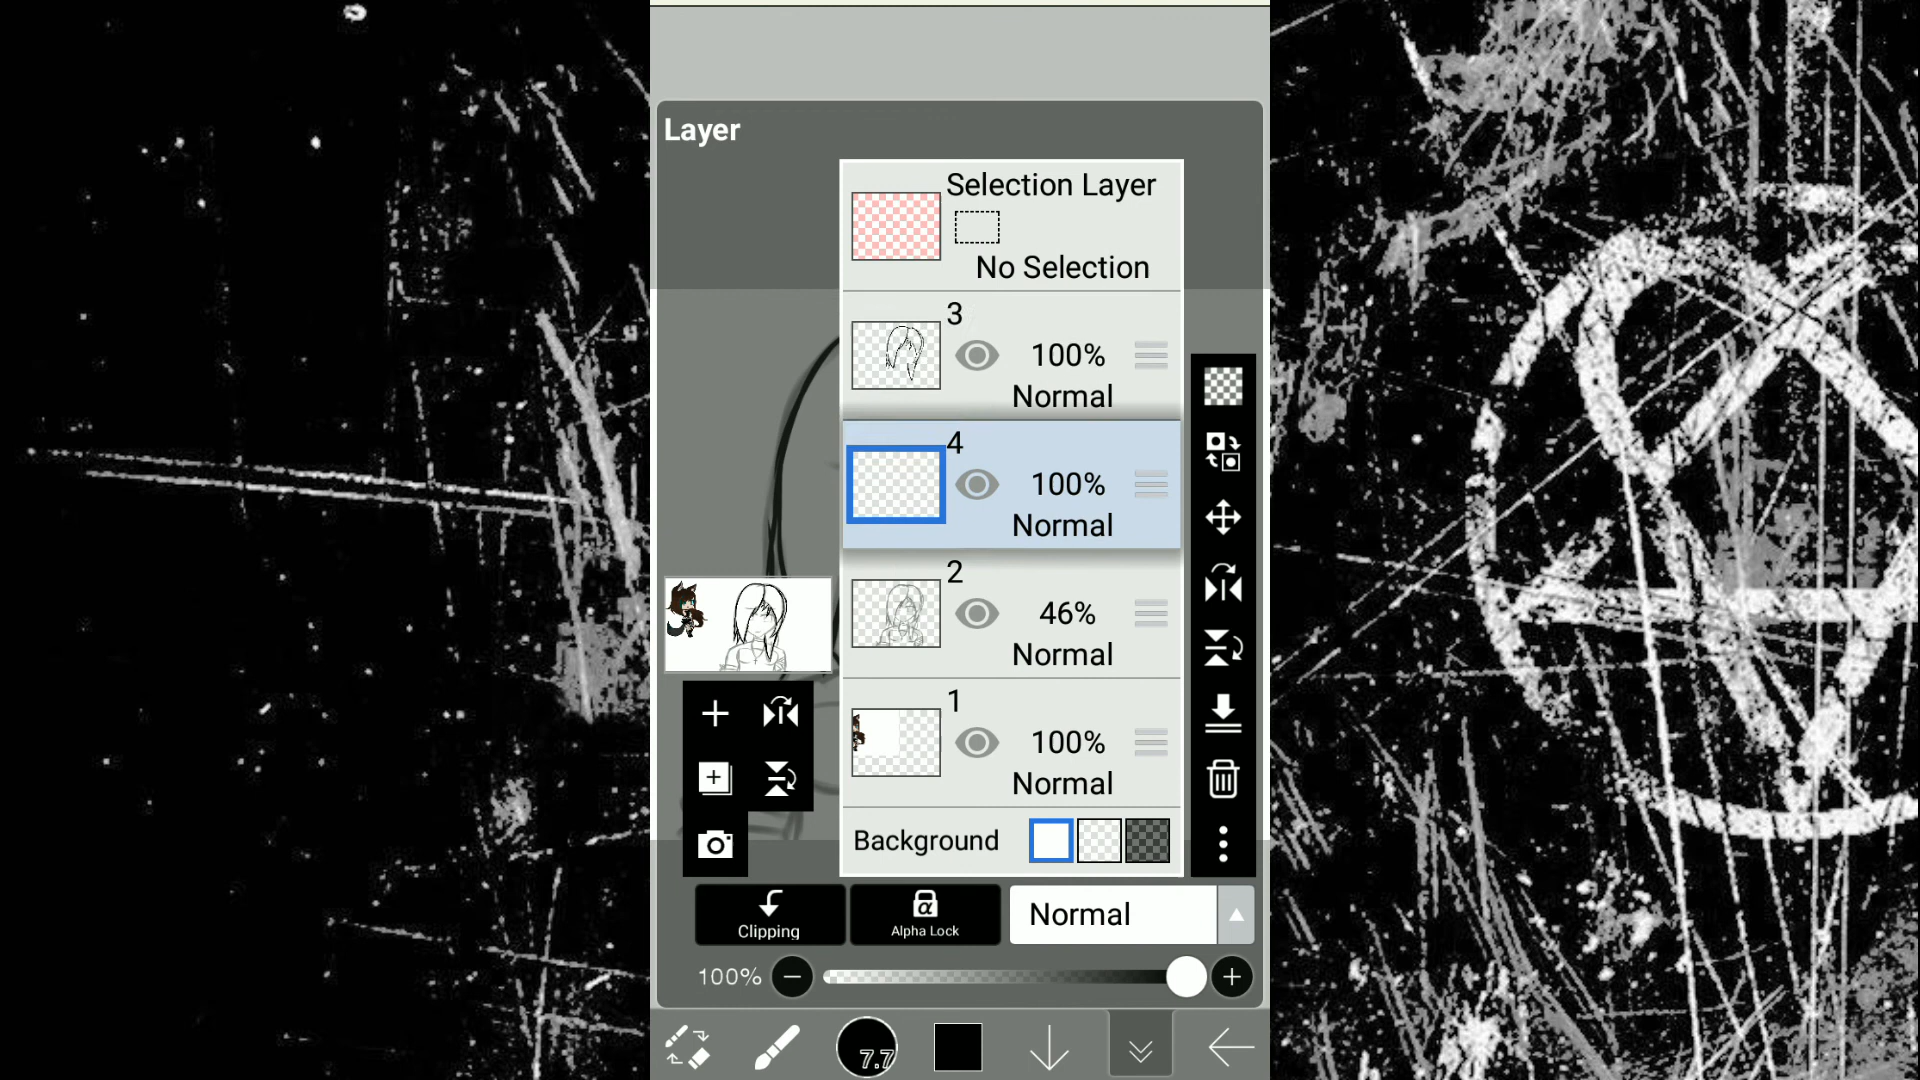 Layer
Selection Layer
No Selection
3
100%
Normal
4
100%
Normal
2
46%
Normal
1
100%
Normal
Background
Clipping
α
Alpha Lock
Normal
100%
7.7